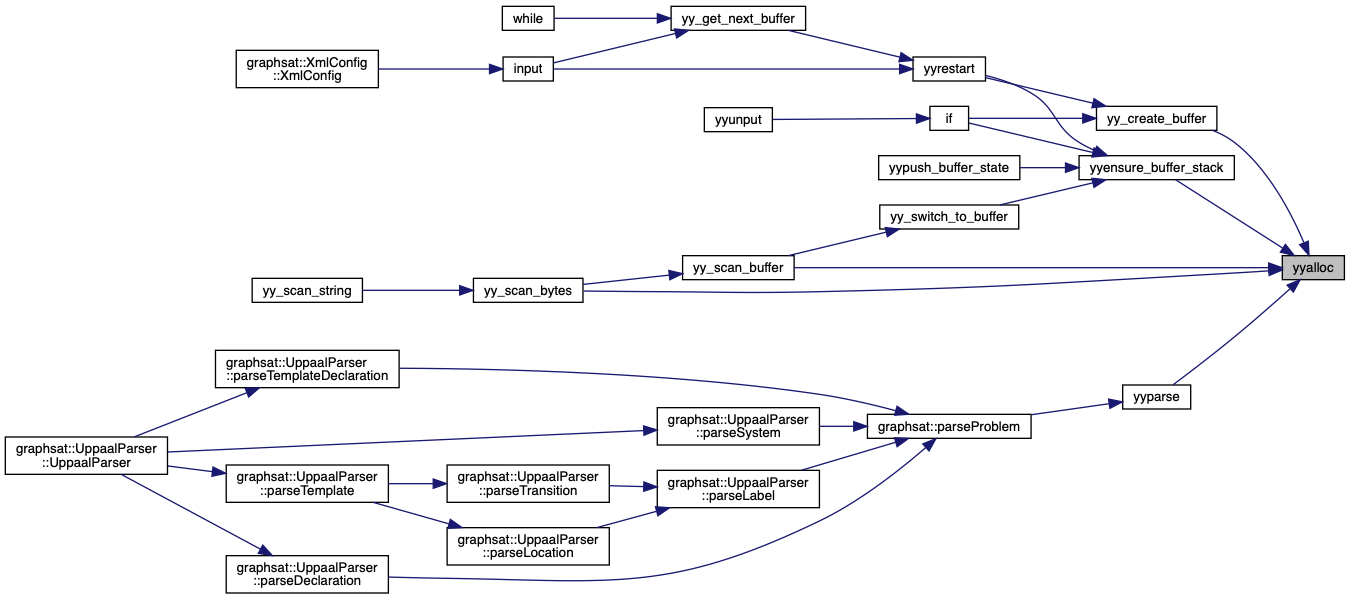 while
yy_get_next_buffer
graphsat::XmlConfig
::XmlConfig
input
yyrestart
yyunput
if
yy_create_buffer
yypush_buffer_state
yyensure_buffer_stack
yy_switch_to_buffer
yy_scan_buffer
yyalloc
yy_scan_string
yy_scan_bytes
graphsat::UppaalParser
::parseTemplateDeclaration
yyparse
graphsat::UppaalParser
::parseSystem
graphsat::parseProblem
graphsat::UppaalParser
::UppaalParser
graphsat::UppaalParser
::parseTemplate
graphsat::UppaalParser
::parseTransition
graphsat::UppaalParser
::parseLabel
graphsat::UppaalParser
::parseLocation
graphsat::UppaalParser
::parseDeclaration